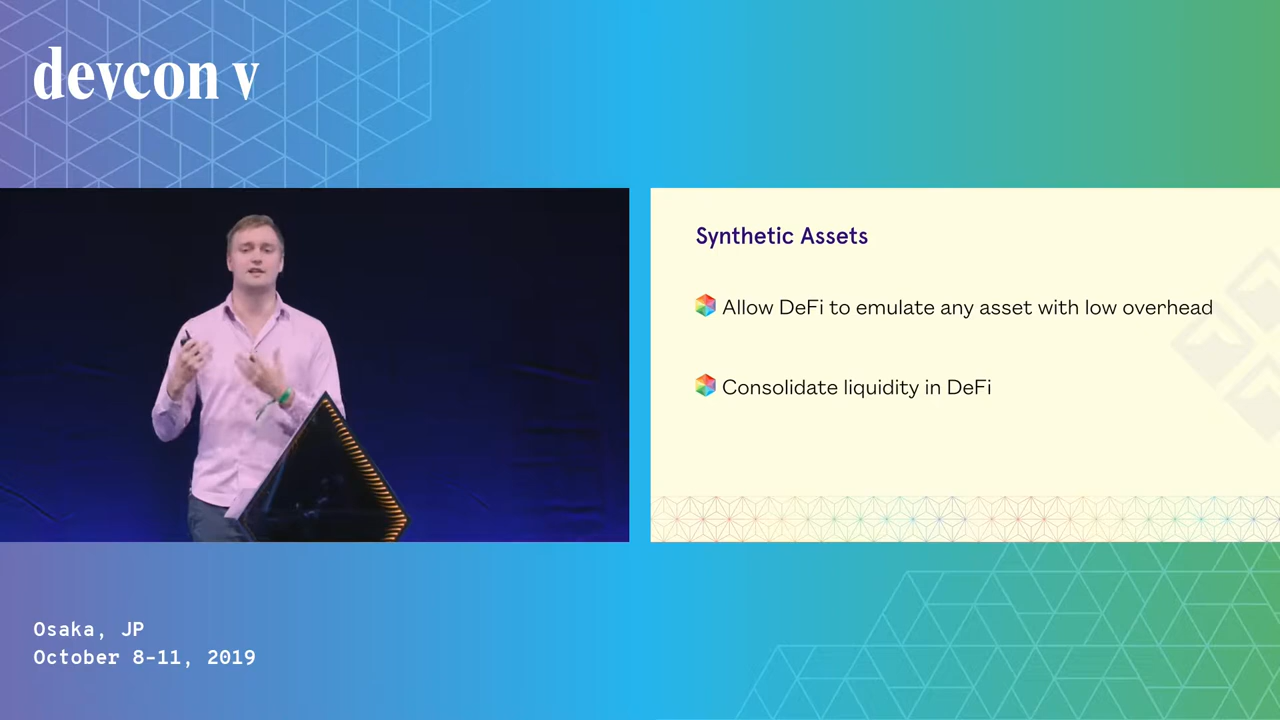 devcon v
Synthetic Assets
Allow DeFi to emulate any asset with low overhead
Consolidate liquidity in DeFi
Osaka, JP
October 8-11, 2019